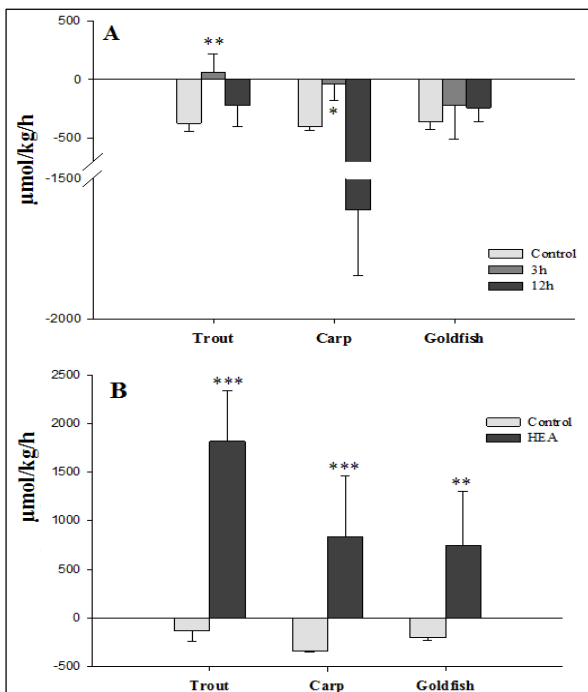 A
500
**
0
*
-500
-1500
-2000
µmol/kg/h
Control
3h
12h
Trout Carp Goldfish
B
2500
***
2000
1500
***
**
1000
500
0
-500
µmol/kg/h
Control
HEA
Trout Carp Goldfish